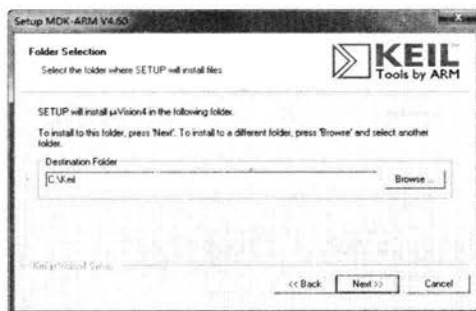 Setup MDK-ARM V4.60
Folder Selection
Select the folder where SETUP will install files
KEIL
Tools by ARM
SETUP will install µVision4 in the following folder.
To install to this folder, press 'Next'. To install to a different folder, press 'Browse' and select another
folder.
Destination Folder
C:\Keil
Browse ...
<< Back
Next >>
Cancel